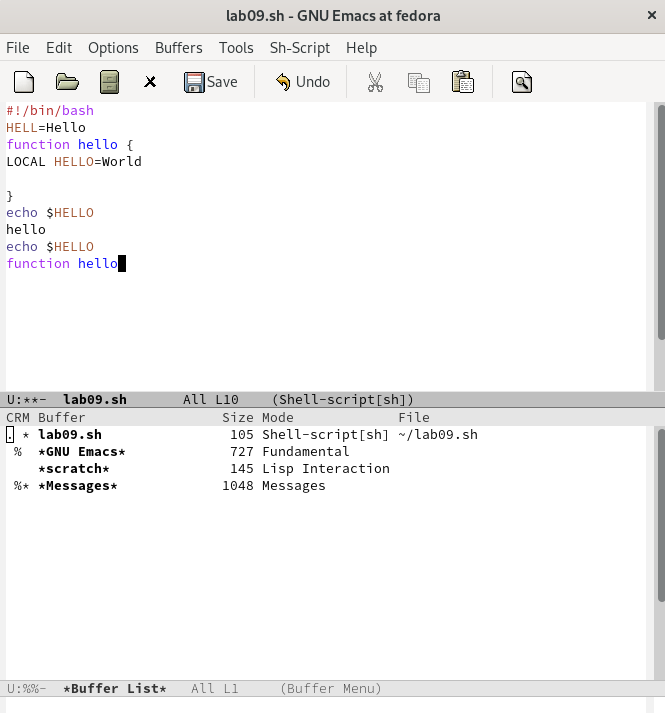 lab09.sh - GNU Emacs at fedora ×
File Edit Options Buffers Tools Sh-Script Help
Save Undo
#!/bin/bash
HELL=Hello
function hello {
LOCAL HELLO=World
}
echo $HELLO
hello
echo $HELLO
function hello
U:**- lab09.sh All L10 (Shell-script[sh])
CRM Buffer Size Mode File
. * lab09.sh 105 Shell-script[sh] ~/lab09.sh
% *GNU Emacs* 727 Fundamental
*scratch* 145 Lisp Interaction
%* *Messages* 1048 Messages
U:%%- *Buffer List* All L1 (Buffer Menu)